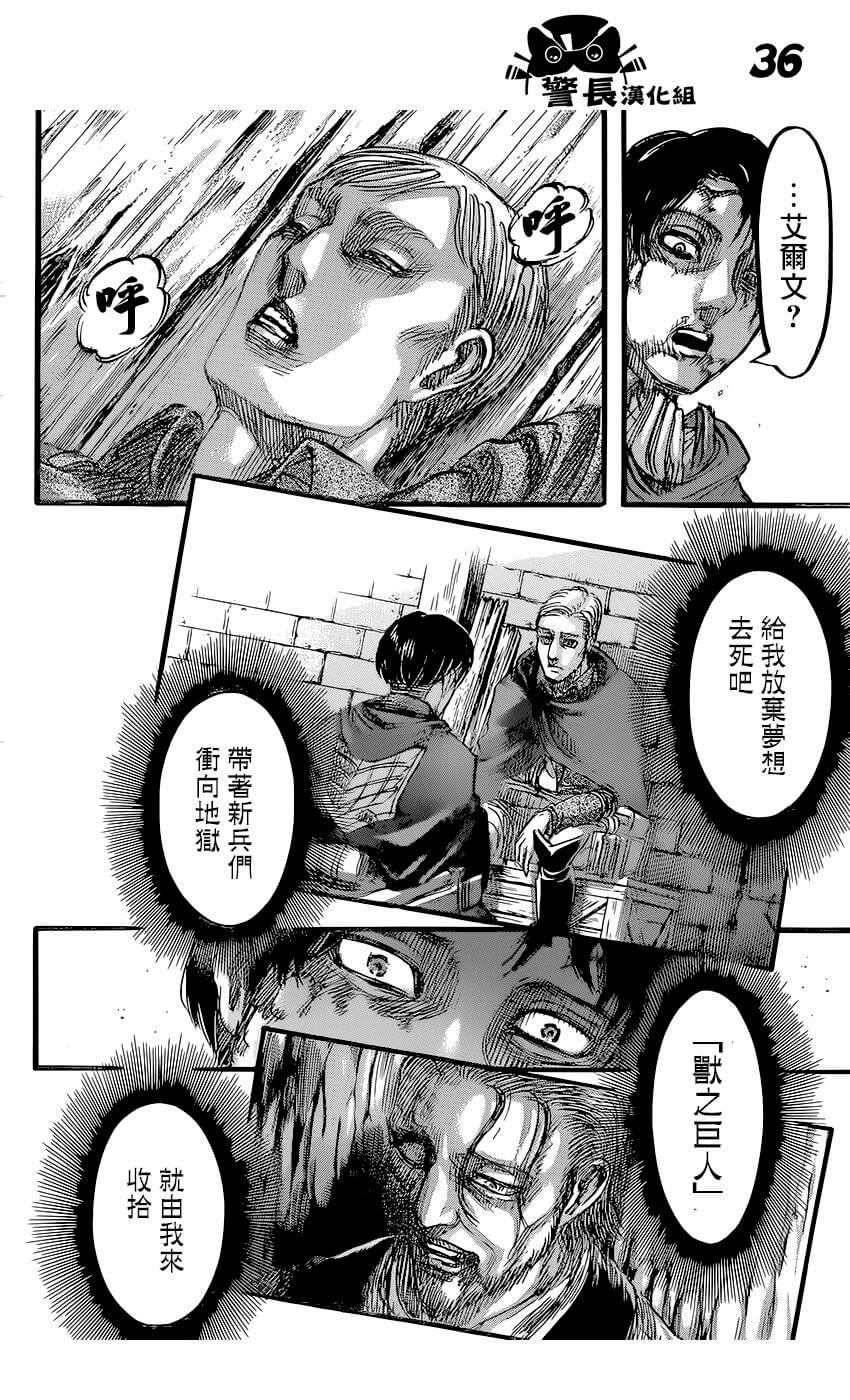 警長漢化組
36
…艾爾文?
呼
呼
給我放棄夢想
去死吧
帶著新兵們
衝向地獄
「獸之巨人」
就由我來
收拾